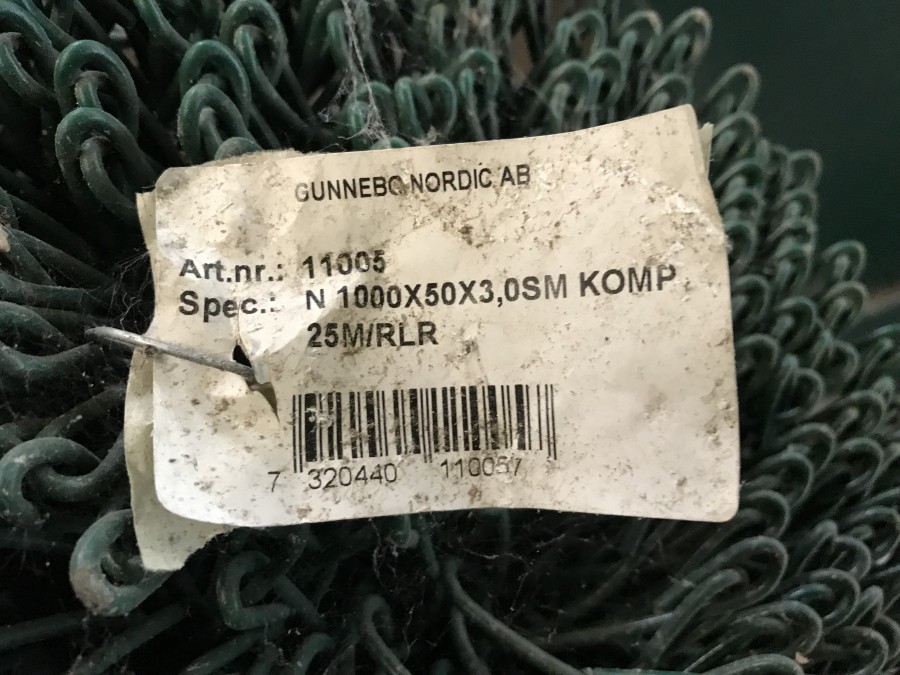 GUNNEBO NORDIC AB
Art.nr.: 11005
Spec.: N 1000X50X3,0SM KOMP
25M/RLR
7 320440 110057